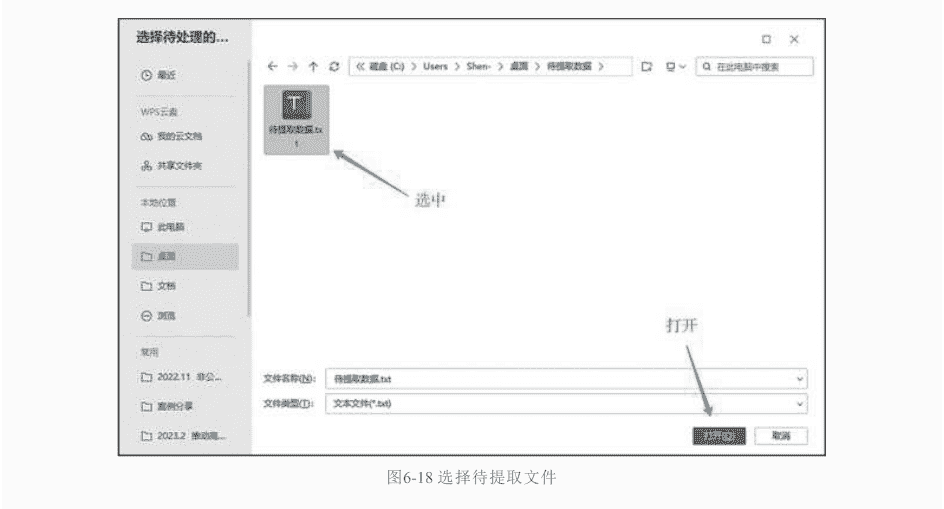 选择待处理的...
最近
WPS云盘
我的云文档
共享文件夹
本地位置
此电脑
桌面
文档
浏览
常用
2022.11 非公...
案例分享
2023.2 推动高...
« 磁盘 (C:) > Users > Shen- > 桌面 > 待提取数据 >
在此电脑中搜索
T
待提取数据.tx
t
选中
打开
文件名称(N):
待提取数据.txt
文件类型(T):
文本文件(*.txt)
打开(O)
取消
图6-18 选择待提取文件